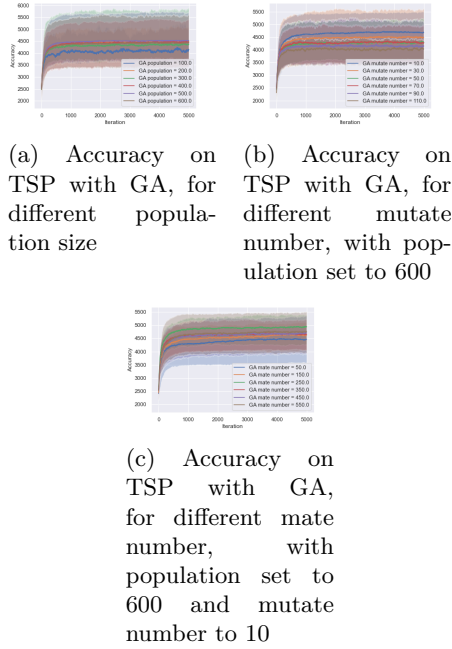 6000
5500
5000
4500
4000
3500
3000
2500
2000
Accuracy
0 1000 2000 3000 4000 5000
Iteration
GA population = 100.0
GA population = 200.0
GA population = 300.0
GA population = 400.0
GA population = 500.0
GA population = 600.0
5500
5000
4500
4000
3500
3000
2500
2000
Accuracy
0 1000 2000 3000 4000 5000
Iteration
GA mutate number = 10.0
GA mutate number = 30.0
GA mutate number = 50.0
GA mutate number = 70.0
GA mutate number = 90.0
GA mutate number = 110.0
(a) Accuracy on
TSP with GA, for
different popula-
tion size
(b) Accuracy on
TSP with GA, for
different mutate
number, with pop-
ulation set to 600
5500
5000
4500
4000
3500
3000
2500
2000
Accuracy
0 1000 2000 3000 4000 5000
Iteration
GA mate number = 50.0
GA mate number = 150.0
GA mate number = 250.0
GA mate number = 350.0
GA mate number = 450.0
GA mate number = 550.0
(c) Accuracy on
TSP with GA,
for different mate
number, with
population set to
600 and mutate
number to 10